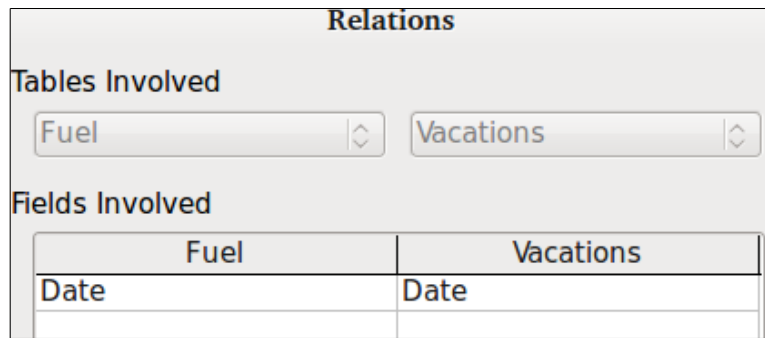 Relations
Tables Involved
Fuel Vacations
Fields Involved
Fuel Vacations
Date Date